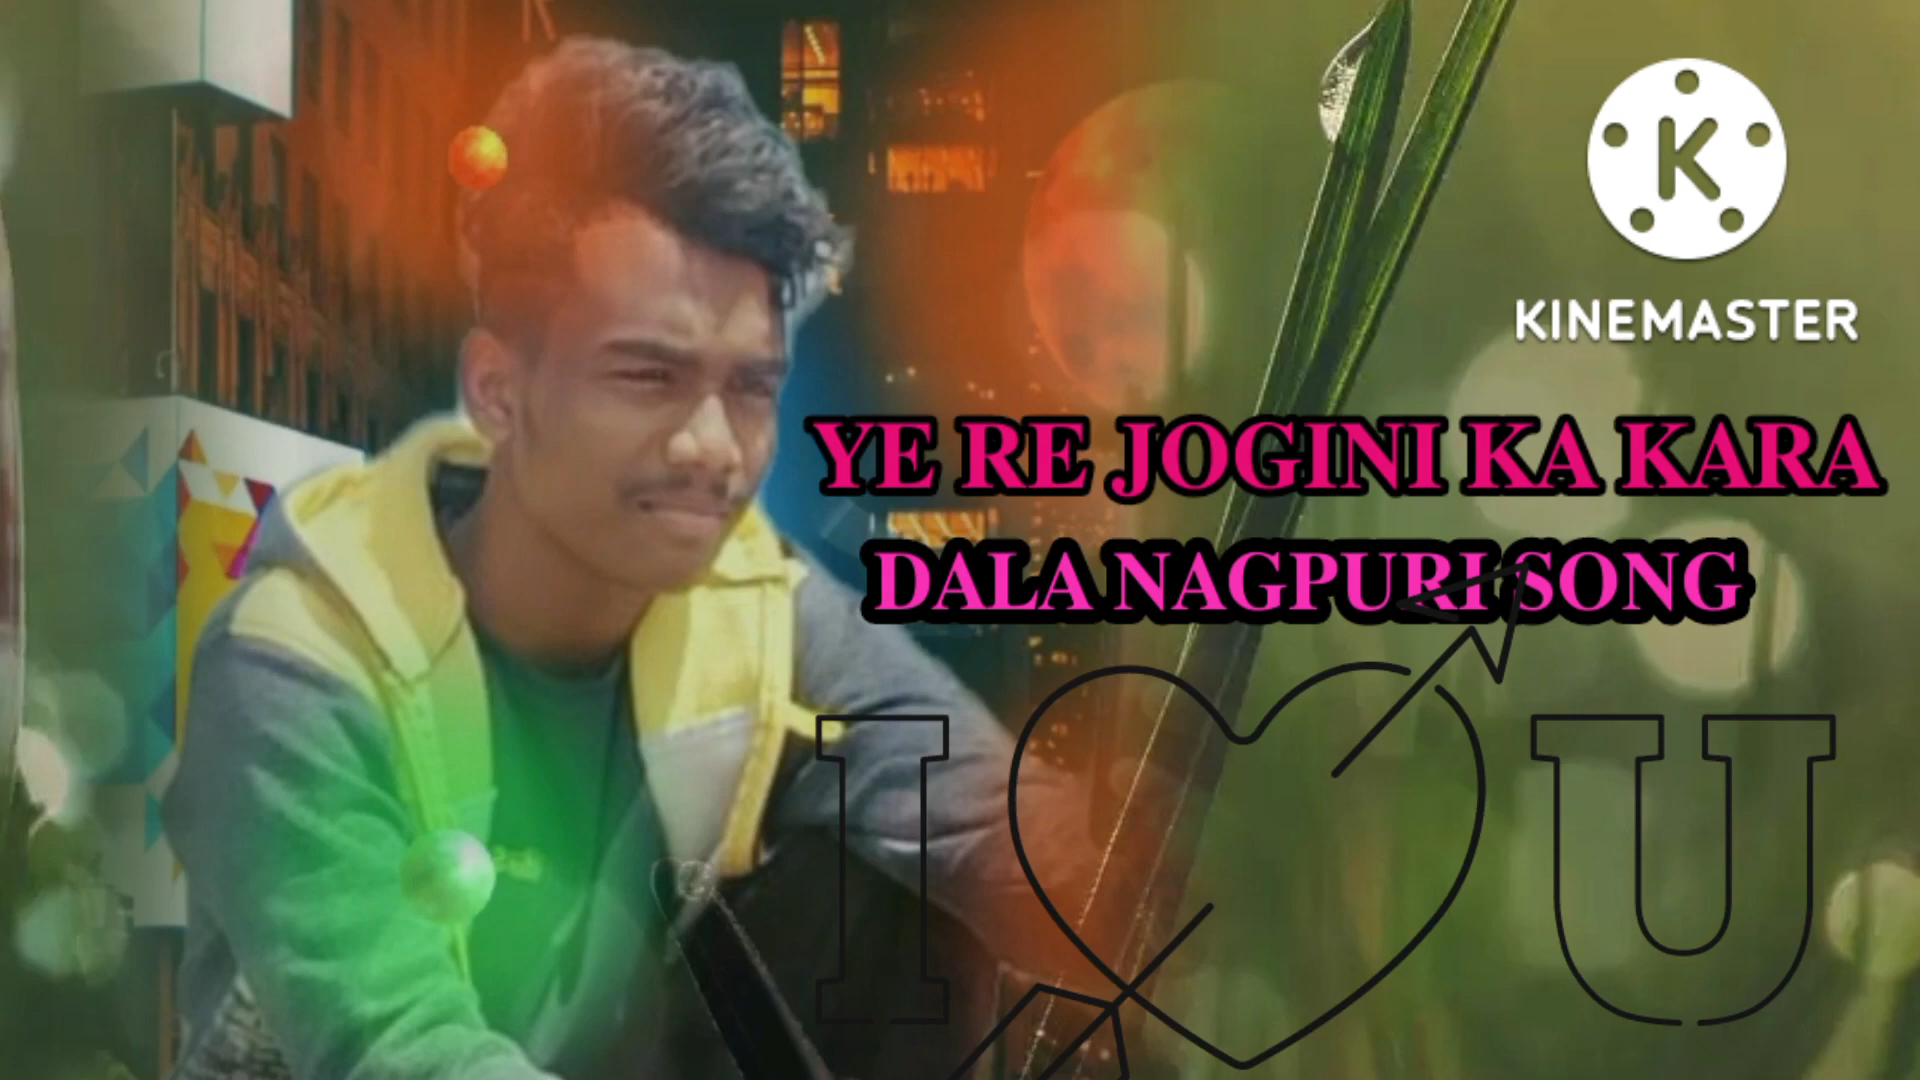 KINEMASTER
YE RE JOGINI KA KARA
DALA NAGPURI SONG
I U